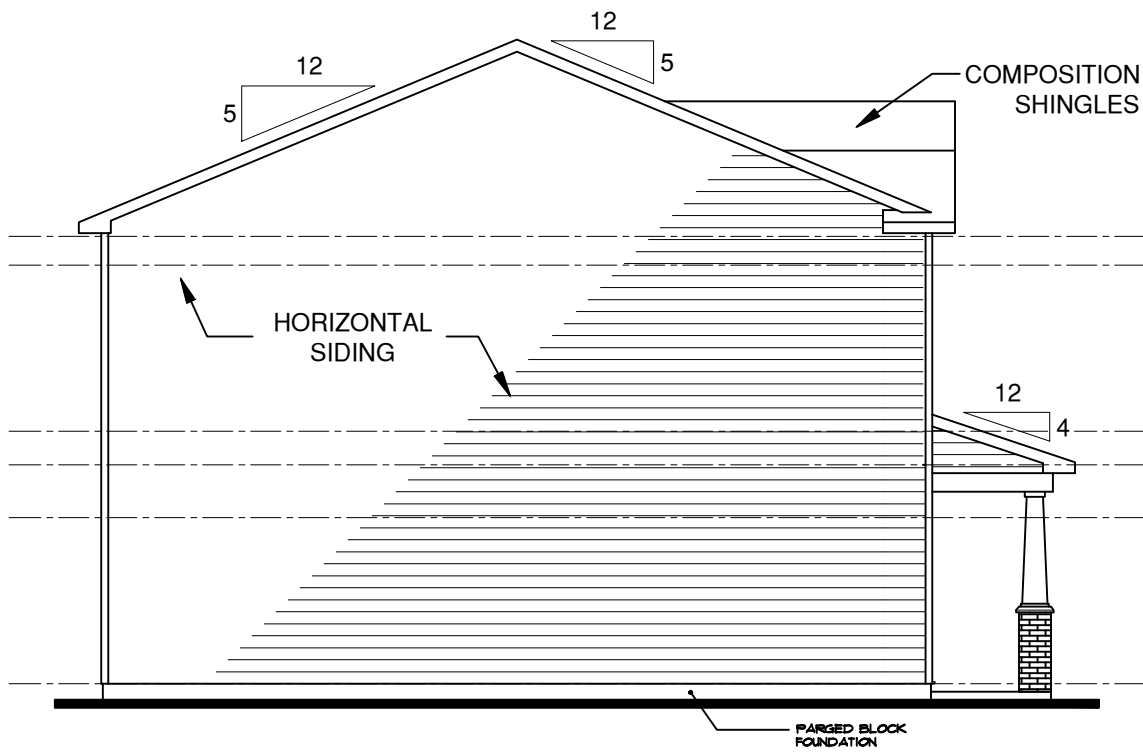 12
5
12
5
COMPOSITION
SHINGLES
HORIZONTAL
SIDING
12
4
PARGED BLOCK
FOUNDATION